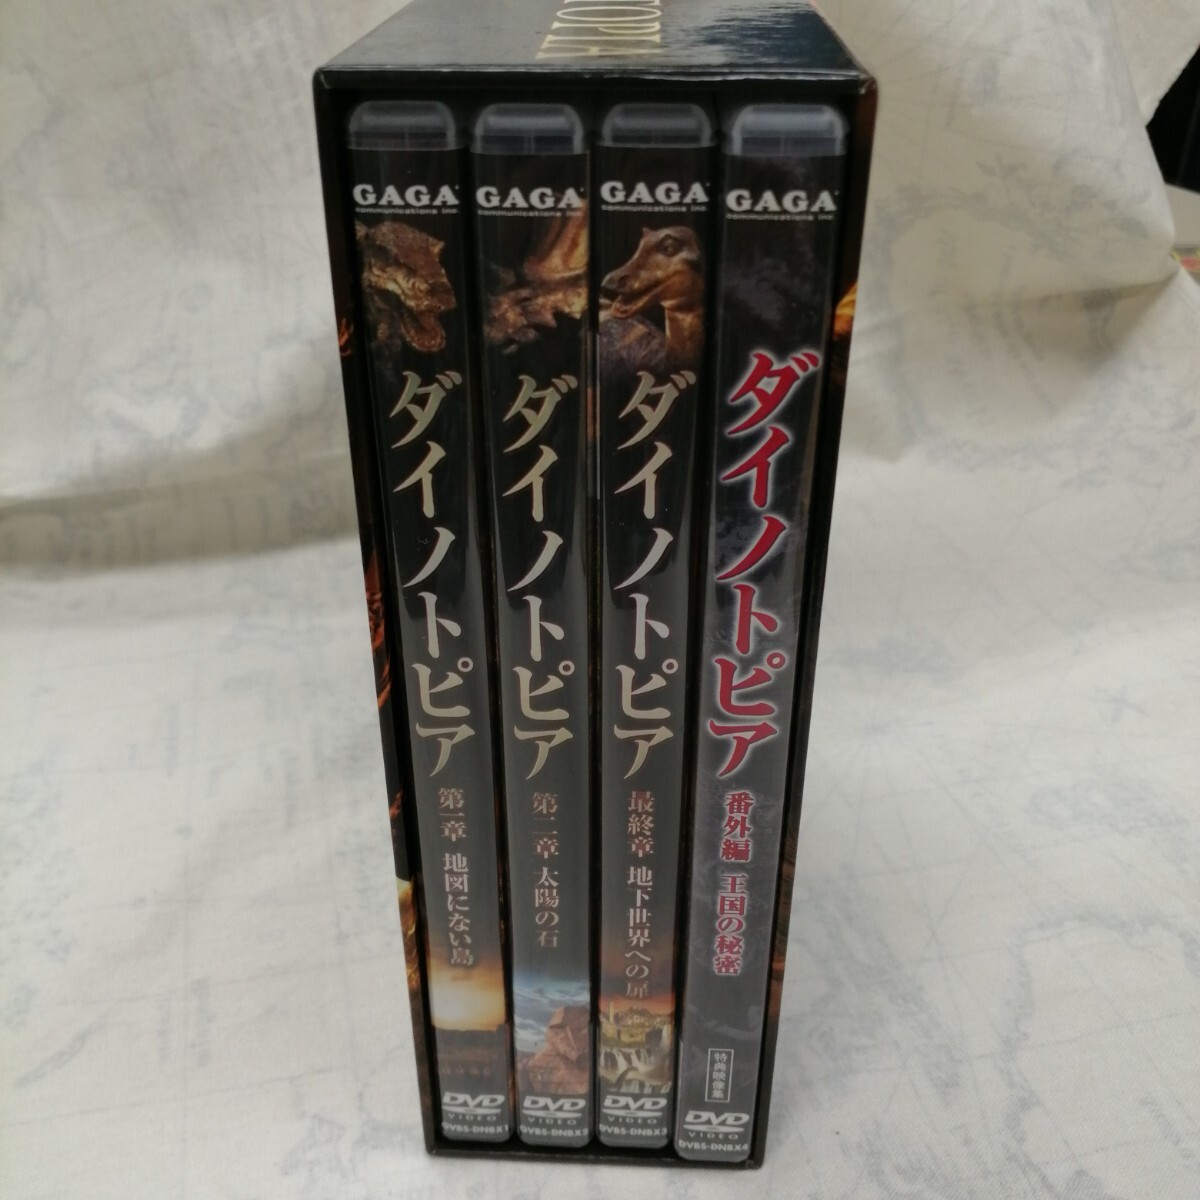 TOPIA
GAGA
communications inc.
ダイノトピア
第一章 地図にない島
DVD
VIDEO
DVBS-DNBX1
GAGA
communications inc.
ダイノトピア
第二章 太陽の石
DVD
VIDEO
DVBS-DNBX2
GAGA
communications inc.
ダイノトピア
最終章 地下世界への扉
DVD
VIDEO
DVBS-DNBX3
GAGA
communications inc.
ダイノトピア
番外編 王国の秘密
特典映像集
DVD
VIDEO
DVBS-DNBX4